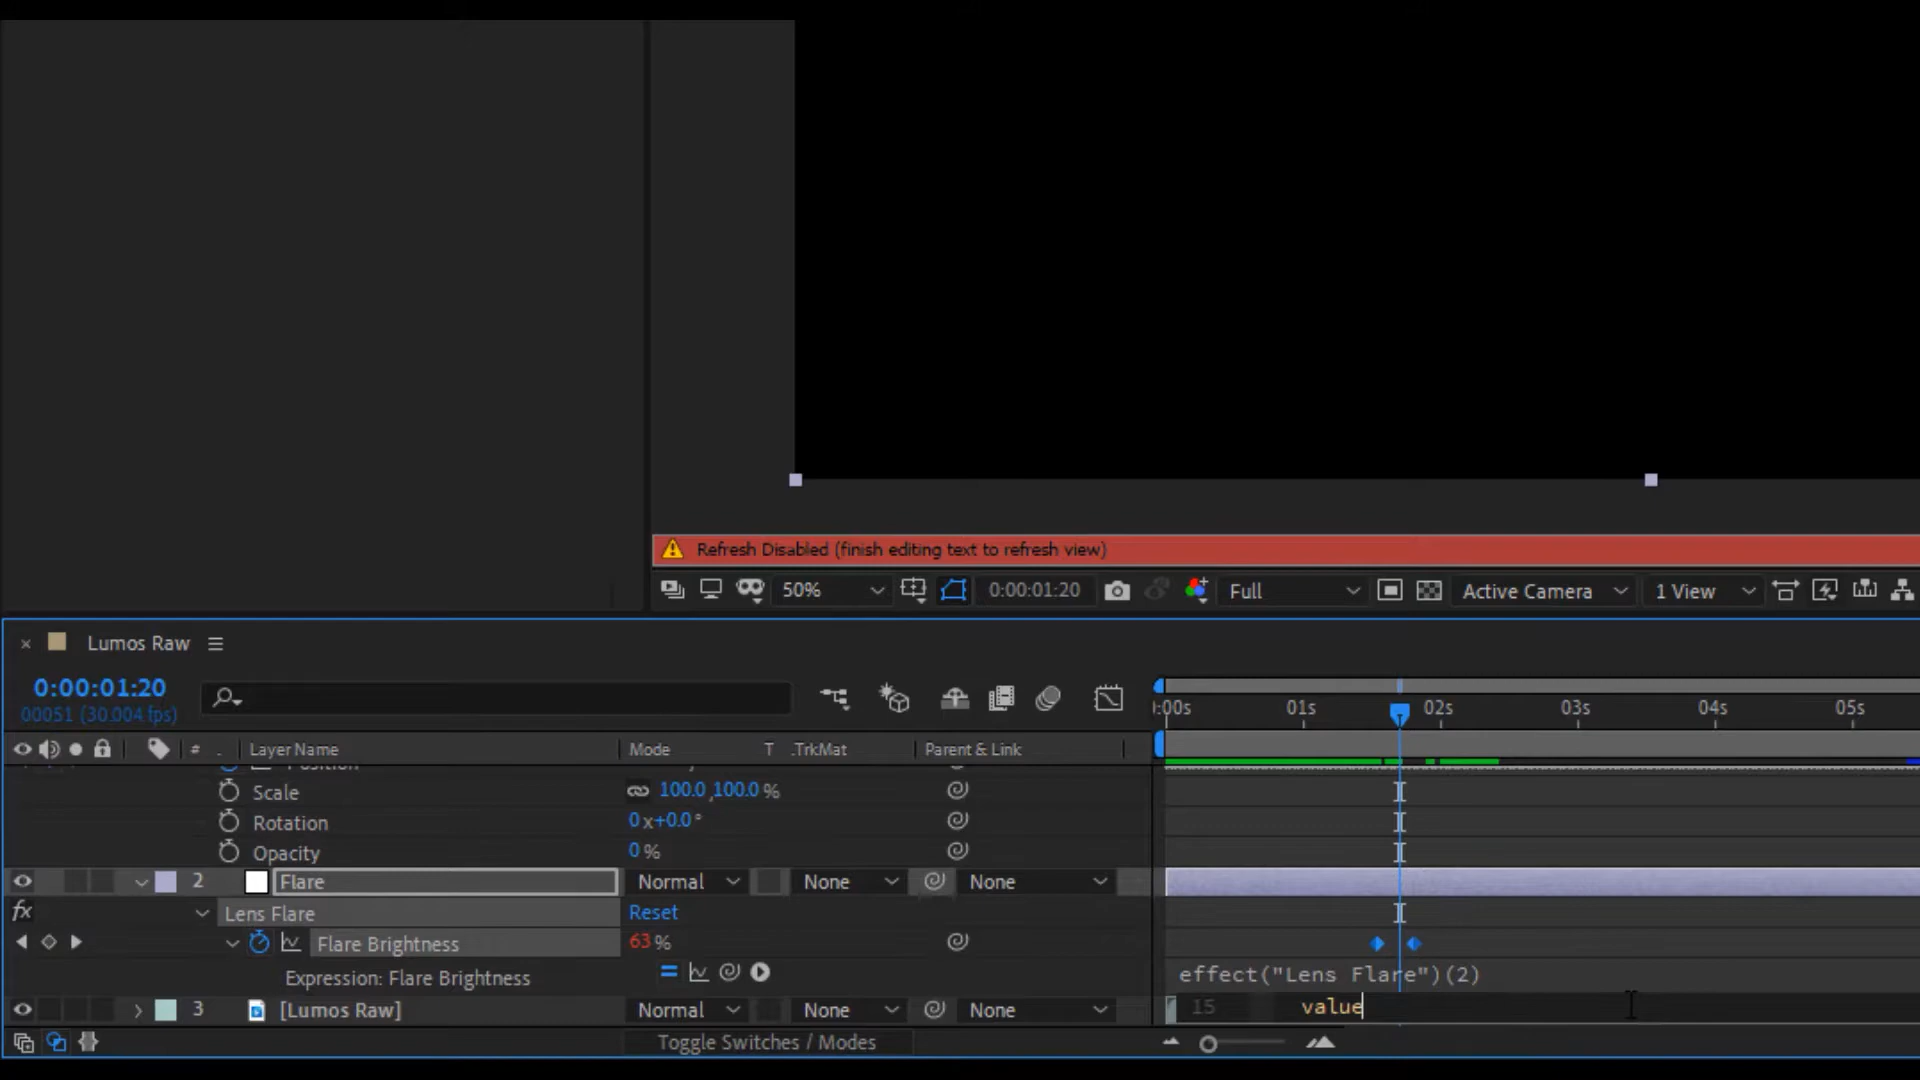 Refresh Disabled (finish editing text to refresh view)
50%
0:00:01:20
Full
Active Camera
1 View
× Lumos Raw
0:00:01:20
00051 (30.004 fps)
:00s 01s 02s 03s 04s 05s
# . Layer Name Mode T .TrkMat Parent & Link
Position
Scale 100.0,100.0 %
Rotation 0 x+0.0 °
Opacity 0 %
2 Flare Normal None None
fx Lens Flare Reset
Flare Brightness 63 %
Expression: Flare Brightness effect("Lens Flare")(2)
3 [Lumos Raw] Normal None None 15 value
Toggle Switches / Modes